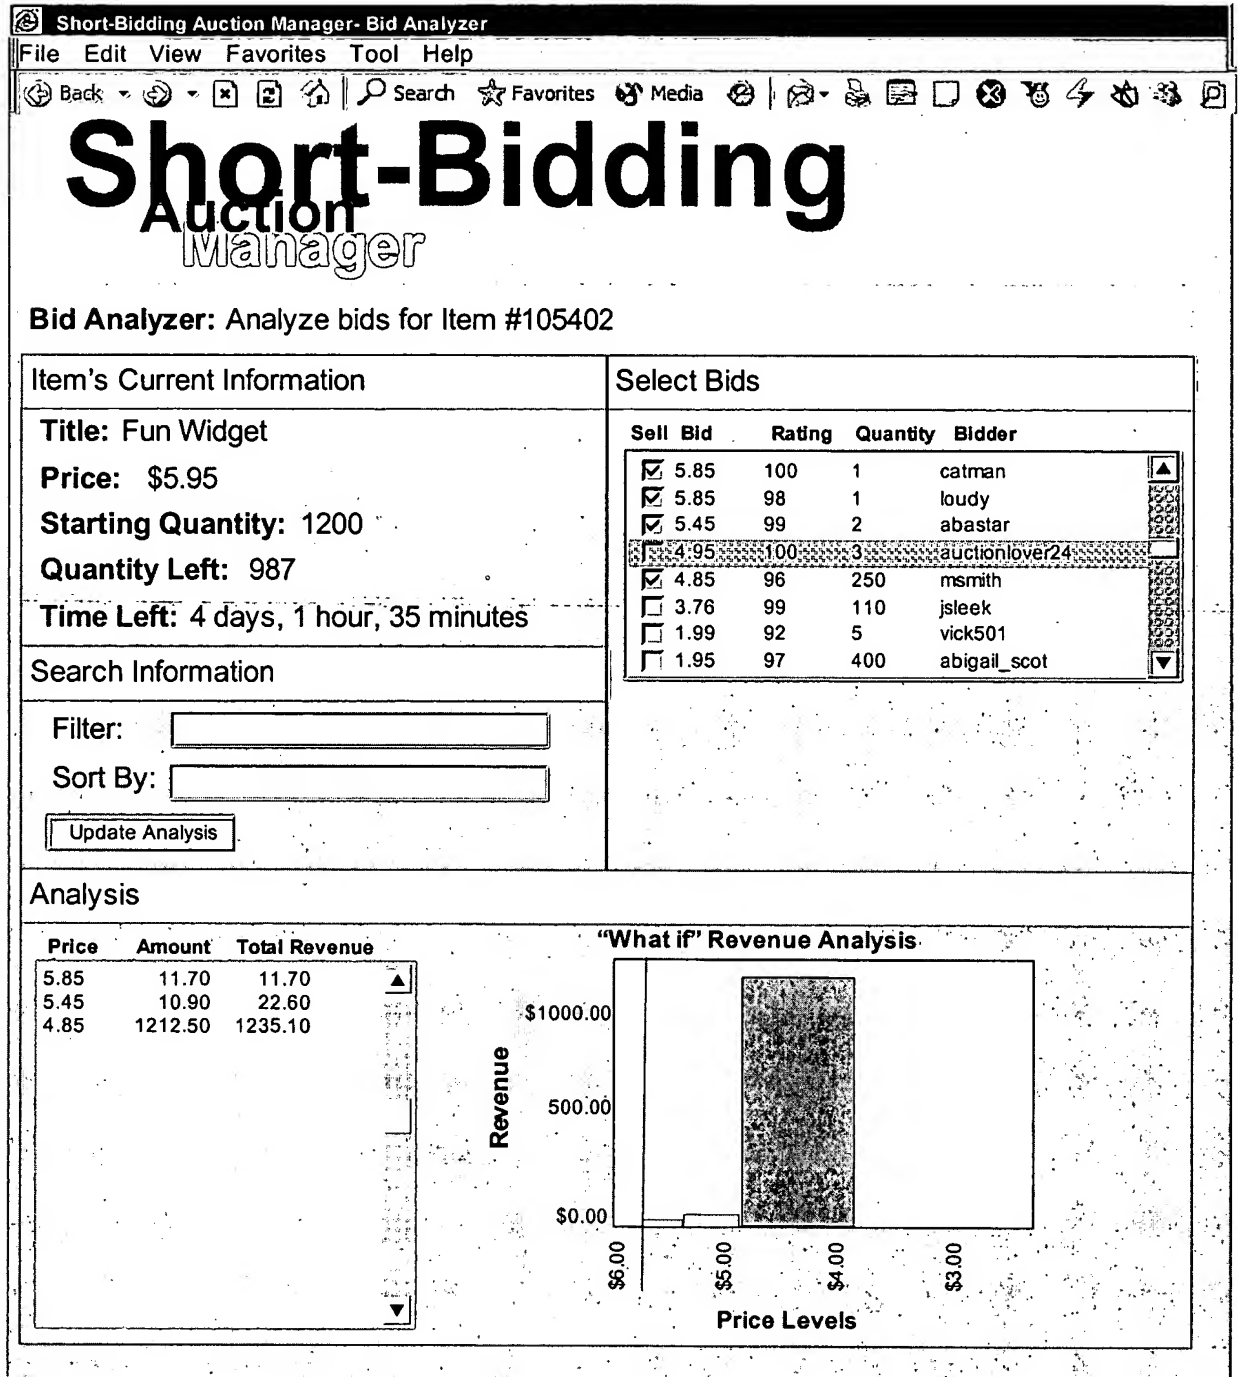 Short-Bidding Auction Manager- Bid Analyzer
File Edit View Favorites Tool Help
Back Search Favorites Media
Short-Bidding
Auction
Manager
Bid Analyzer: Analyze bids for Item #105402
Item's Current Information
Title: Fun Widget
Price: $5.95
Starting Quantity: 1200
Quantity Left: 987
Time Left: 4 days, 1 hour, 35 minutes
Search Information
Filter:
Sort By:
Update Analysis
Select Bids
Sell Bid Rating Quantity Bidder
5.85 100 1 catman
5.85 98 1 loudy
5.45 99 2 abastar
4.95 100 3 auctionlover24
4.85 96 250 msmith
3.76 99 110 jsleek
1.99 92 5 vick501
1.95 97 400 abigail_scot
Analysis
Price Amount Total Revenue
5.85 11.70 11.70
5.45 10.90 22.60
4.85 1212.50 1235.10
"What if" Revenue Analysis
Revenue
$1000.00
500.00
$0.00
$6.00 $5.00 $4.00 $3.00
Price Levels